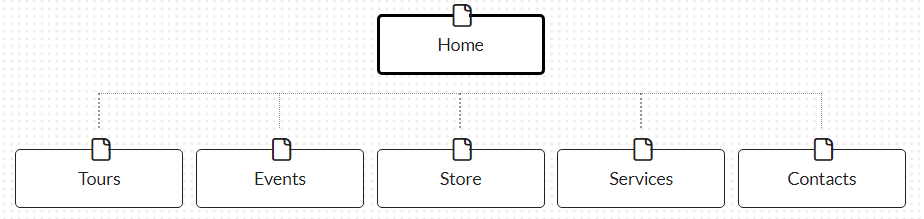 Home
Tours
Events
Store
Services
Contacts